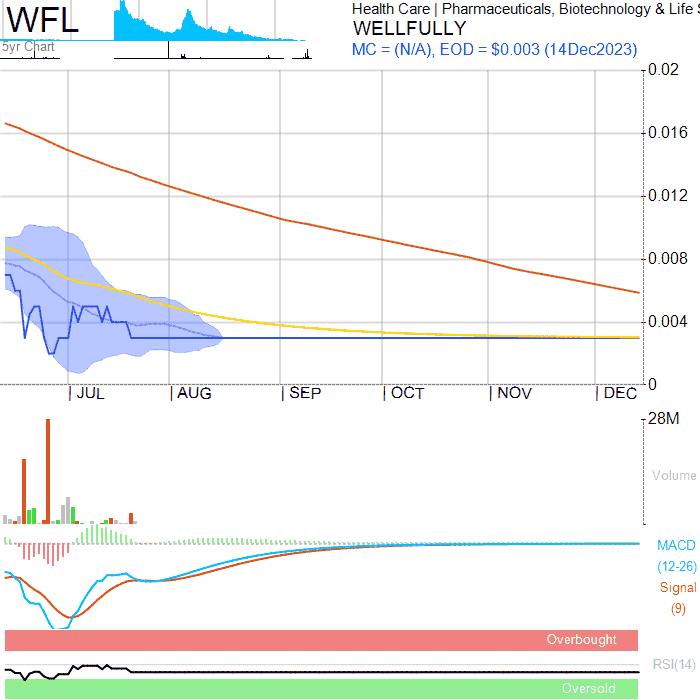 WFL
5yr Chart
Health Care | Pharmaceuticals, Biotechnology & Life S
WELLFULLY
MC = (N/A), EOD = $0.003 (14Dec2023)
0.02
0.016
0.012
0.008
0.004
0
JUL AUG SEP OCT NOV DEC
28M
Volume
MACD
(12-26)
Signal
(9)
Overbought
RSI(14)
Oversold